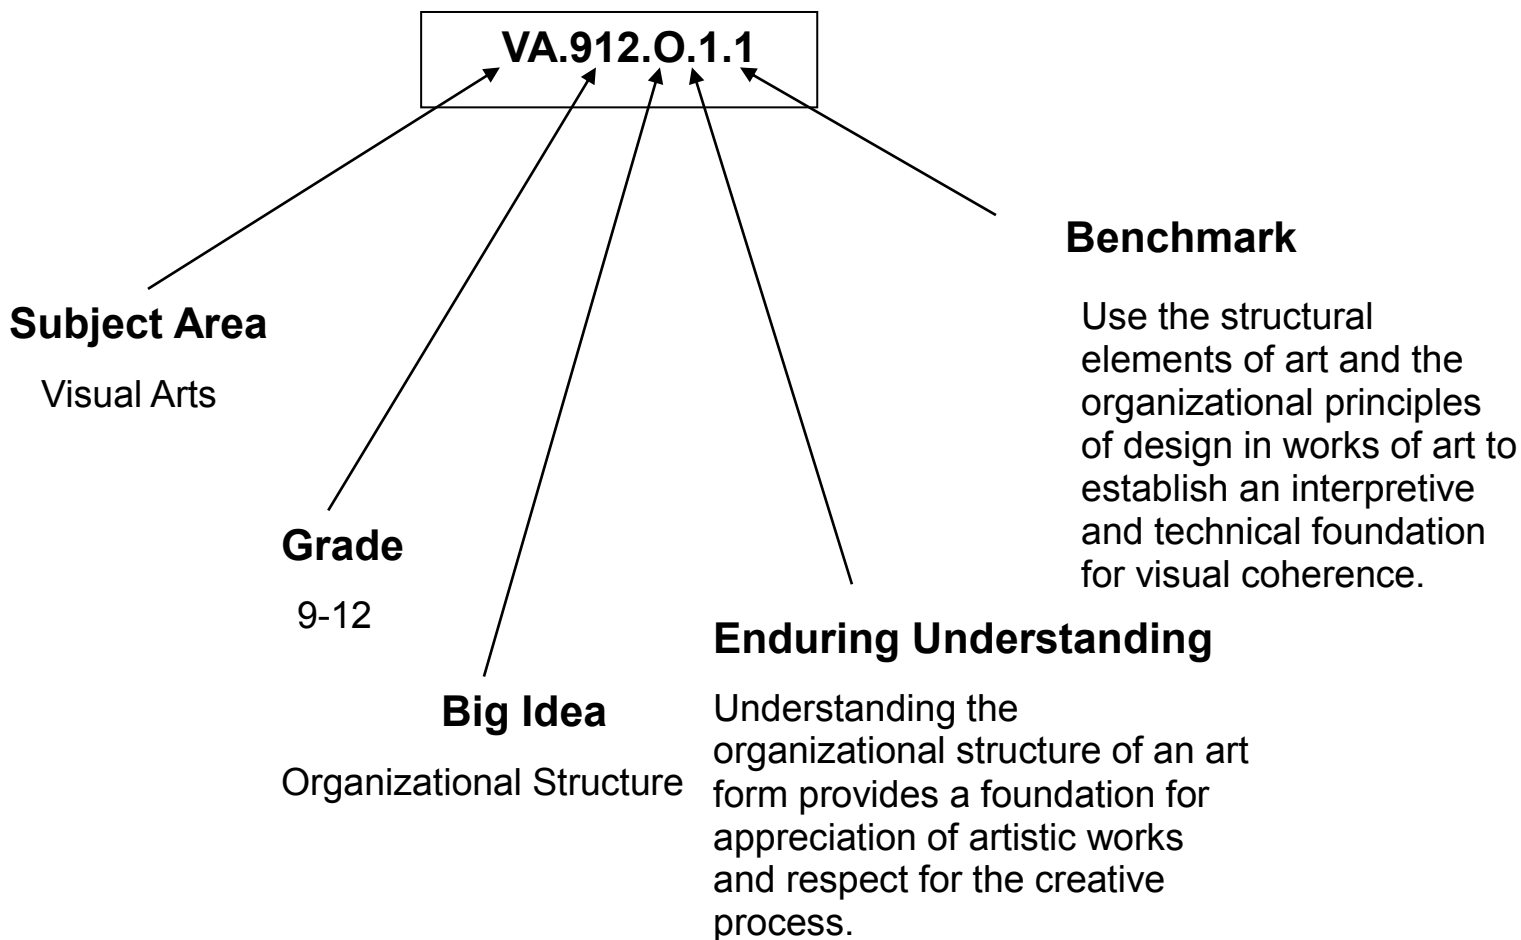 VA.912.O.1.1
Subject Area
Visual Arts
Grade
9-12
Big Idea
Organizational Structure
Enduring Understanding
Understanding the
organizational structure of an art
form provides a foundation for
appreciation of artistic works
and respect for the creative
process.
Benchmark
Use the structural
elements of art and the
organizational principles
of design in works of art to
establish an interpretive
and technical foundation
for visual coherence.